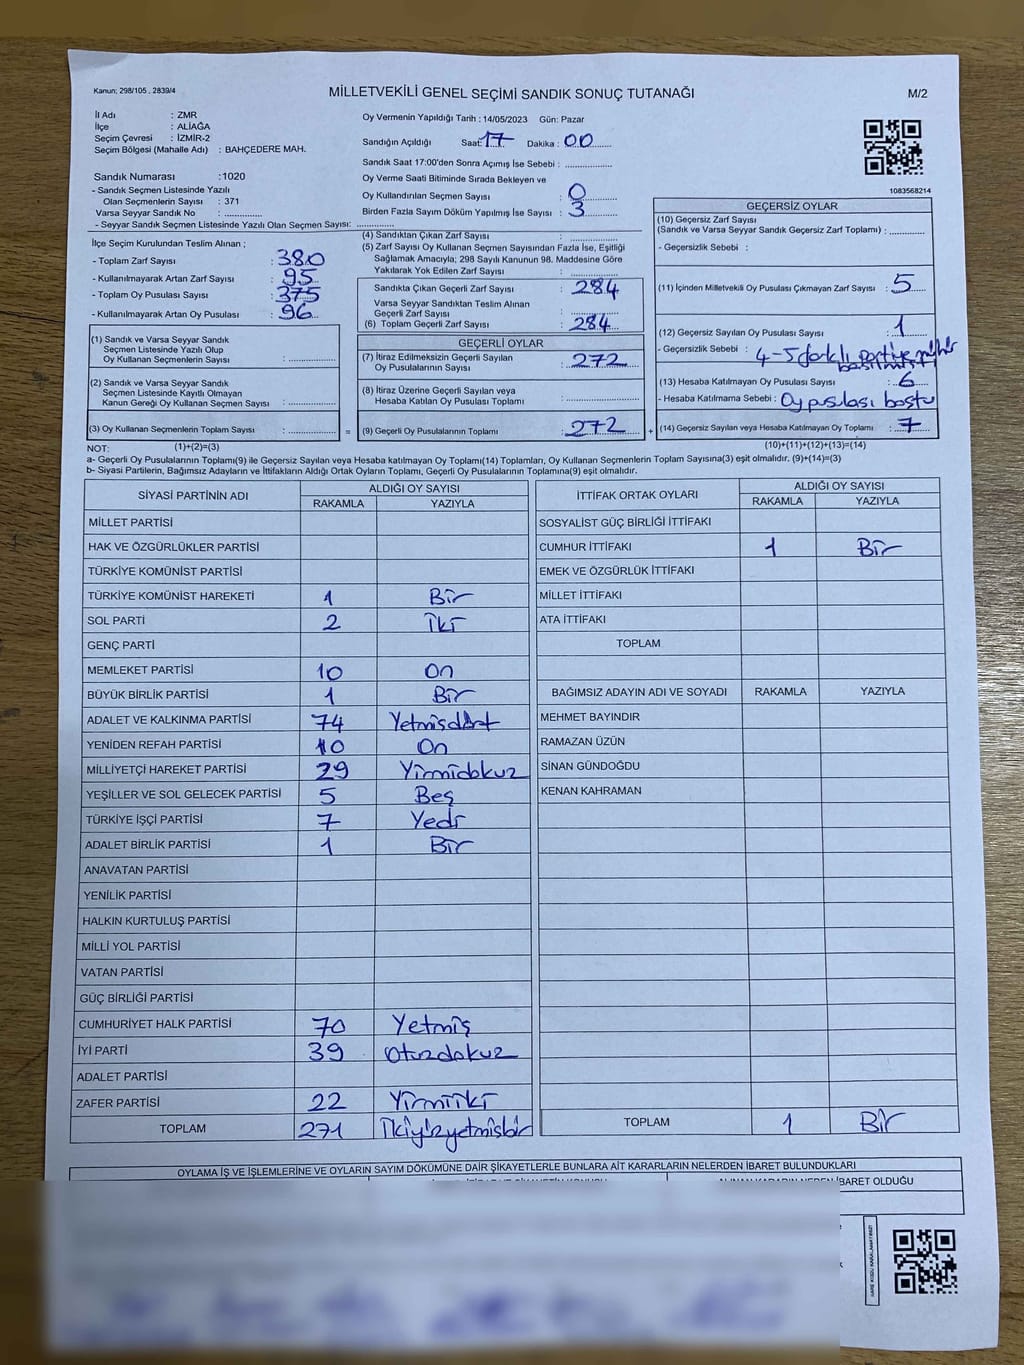 Kanun; 298/105 . 2839/4
MİLLETVEKİLİ GENEL SEÇİMİ SANDIK SONUÇ TUTANAĞI
M/2
İl Adı : ZMR
İlçe : ALİAĞA
Seçim Çevresi : İZMİR-2
Seçim Bölgesi (Mahalle Adı) : BAHÇEDERE MAH.
Sandık Numarası :1020
- Sandık Seçmen Listesinde Yazılı
Olan Seçmenlerin Sayısı : 371
Varsa Seyyar Sandık No : ..............
- Seyyar Sandık Seçmen Listesinde Yazılı Olan Seçmen Sayısı: ..............
Oy Vermenin Yapıldığı Tarih : 14/05/2023 Gün: Pazar
Sandığın Açıldığı Saat: 17 Dakika : 00
Sandık Saat 17:00'den Sonra Açımış İse Sebebi : ..............
Oy Verme Saati Bitiminde Sırada Bekleyen ve
Oy Kullandırılan Seçmen Sayısı : 0
Birden Fazla Sayım Döküm Yapılmış İse Sayısı : 3
1083568214
İlçe Seçim Kurulundan Teslim Alınan ;
- Toplam Zarf Sayısı : 380
- Kullanılmayarak Artan Zarf Sayısı : 95
- Toplam Oy Pusulası Sayısı : 375
- Kullanılmayarak Artan Oy Pusulası : 96
(4) Sandıktan Çıkan Zarf Sayısı : ..............
(5) Zarf Sayısı Oy Kullanan Seçmen Sayısından Fazla İse, Eşitliği
Sağlamak Amacıyla; 298 Sayılı Kanunun 98. Maddesine Göre
Yakılarak Yok Edilen Zarf Sayısı : ..............
Sandıkta Çıkan Geçerli Zarf Sayısı : 284
Varsa Seyyar Sandıktan Teslim Alınan
Geçerli Zarf Sayısı : ..............
(6) Toplam Geçerli Zarf Sayısı : 284
GEÇERSİZ OYLAR
(10) Geçersiz Zarf Sayısı
(Sandık ve Varsa Seyyar Sandık Geçersiz Zarf Toplamı) : ..............
- Geçersizlik Sebebi :
(11) İçinden Milletvekili Oy Pusulası Çıkmayan Zarf Sayısı : 5
(12) Geçersiz Sayılan Oy Pusulası Sayısı : 1
- Geçersizlik Sebebi : 4-5 farklı partiye mühür
basılmıştı
(13) Hesaba Katılmayan Oy Pusulası Sayısı : 6
- Hesaba Katılmama Sebebi : Oy pusulası boştu
(14) Geçersiz Sayılan veya Hesaba Katılmayan Oy Toplamı : 7
(1) Sandık ve Varsa Seyyar Sandık
Seçmen Listesinde Yazılı Olup
Oy Kullanan Seçmenlerin Sayısı : ..............
(2) Sandık ve Varsa Seyyar Sandık
Seçmen Listesinde Kayıtlı Olmayan
Kanun Gereği Oy Kullanan Seçmen Sayısı : ..............
(3) Oy Kullanan Seçmenlerin Toplam Sayısı : .............. =
GEÇERLİ OYLAR
(7) İtiraz Edilmeksizin Geçerli Sayılan
Oy Pusulalarının Sayısı : 272
(8) İtiraz Üzerine Geçerli Sayılan veya
Hesaba Katılan Oy Pusulası Toplamı : ..............
(9) Geçerli Oy Pusulalarının Toplamı : 272 +
NOT: (1)+(2)=(3)
(10)+(11)+(12)+(13)=(14)
a- Geçerli Oy Pusulaları Toplamı(9) ile Geçersiz Sayılan veya Hesaba katılmayan Oy Toplamı(14) Toplamları, Oy Kullanan Seçmenlerin Toplam Sayısına(3) eşit olmalıdır. (9)+(14)=(3)
b- Siyasi Partilerin, Bağımsız Adayların ve İttifakların Aldığı Ortak Oyların Toplamı, Geçerli Oy Pusulalarının Toplamına(9) eşit olmalıdır.
SİYASİ PARTİNİN ADI ALDIĞI OY SAYISI
RAKAMLA YAZIYLA
MİLLET PARTİSİ
HAK VE ÖZGÜRLÜKLER PARTİSİ
TÜRKİYE KOMÜNİST PARTİSİ
TÜRKİYE KOMÜNİST HAREKETİ 1 Bir
SOL PARTİ 2 İki
GENÇ PARTİ
MEMLEKET PARTİSİ 10 On
BÜYÜK BİRLİK PARTİSİ 1 Bir
ADALET VE KALKINMA PARTİSİ 74 Yetmişdört
YENİDEN REFAH PARTİSİ 10 On
MİLLİYETÇİ HAREKET PARTİSİ 29 Yirmidokuz
YEŞİLLER VE SOL GELECEK PARTİSİ 5 Beş
TÜRKİYE İŞÇİ PARTİSİ 7 Yedi
ADALET BİRLİK PARTİSİ 1 Bir
ANAVATAN PARTİSİ
YENİLİK PARTİSİ
HALKIN KURTULUŞ PARTİSİ
MİLLİ YOL PARTİSİ
VATAN PARTİSİ
GÜÇ BİRLİĞİ PARTİSİ
CUMHURİYET HALK PARTİSİ 70 Yetmiş
İYİ PARTİ 39 Otuzdokuz
ADALET PARTİSİ
ZAFER PARTİSİ 22 Yirmiiki
TOPLAM 271 İkiyüzyetmişbir
İTTİFAK ORTAK OYLARI ALDIĞI OY SAYISI
RAKAMLA YAZIYLA
SOSYALİST GÜÇ BİRLİĞİ İTTİFAKI
CUMHUR İTTİFAKI 1 Bir
EMEK VE ÖZGÜRLÜK İTTİFAKI
MİLLET İTTİFAKI
ATA İTTİFAKI
TOPLAM
BAĞIMSIZ ADAYIN ADI VE SOYADI RAKAMLA YAZIYLA
MEHMET BAYINDIR
RAMAZAN ÜZÜN
SİNAN GÜNDOĞDU
KENAN KAHRAMAN
TOPLAM 1 Bir
OYLAMA İŞ VE İŞLEMLERİNE VE OYLARIN SAYIM DÖKÜMÜNE DAİR ŞİKAYETLERLE BUNLARA AİT KARARLARIN NELERDEN İBARET BULUNDUKLARI
ALINAN KARARIN NEDEN İBARET OLDUĞU